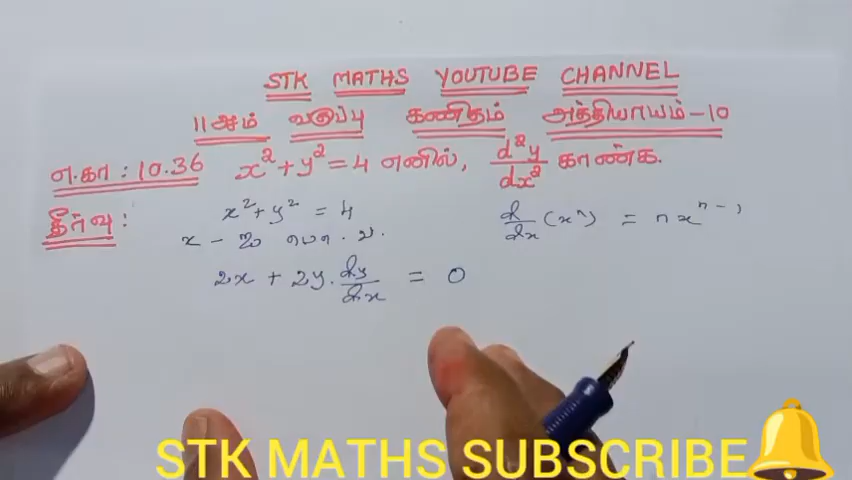 STK MATHS YOUTUBE CHANNEL
11ஆம் வகுப்பு கணிதம் அத்தியாயம்-10
எ.கா : 10.36 x²+y²=4 எனில், d²y/dx² காண்க.
தீர்வு :
x²+y² = 4
d/dx (xⁿ) = nxⁿ⁻¹
x - ஐ பொ. வ.
2x + 2y. dy/dx = 0
STK MATHS SUBSCRIBE